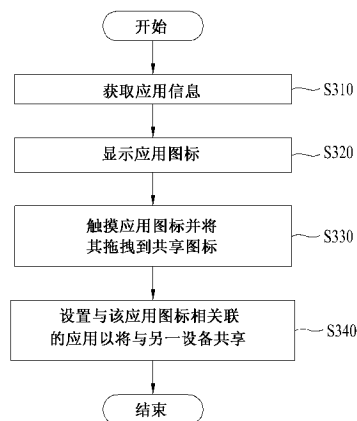 开始
获取应用信息
S310
显示应用图标
S320
触摸应用图标并将
其拖拽到共享图标
S330
设置与该应用图标相关联
的应用以将与另一设备共享
S340
结束